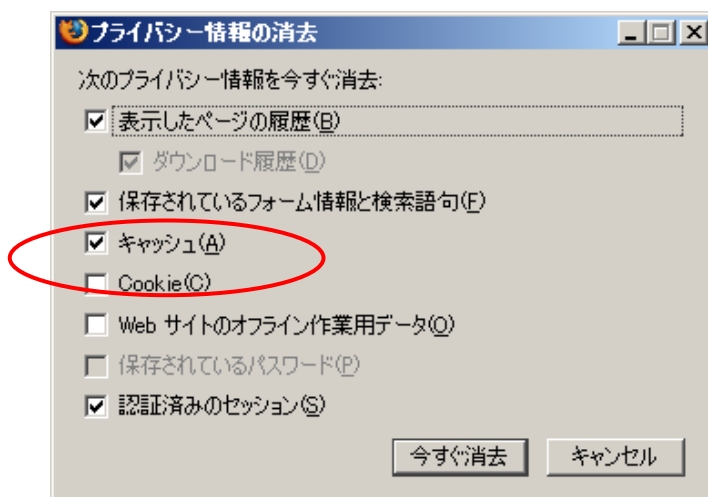 プライバシー情報の消去
次のプライバシー情報を今すぐ消去:
表示したページの履歴(B)
ダウンロード履歴(D)
保存されているフォーム情報と検索語句(F)
キャッシュ(A)
Cookie(C)
Web サイトのオフライン作業用データ(O)
保存されているパスワード(P)
認証済みのセッション(S)
今すぐ消去 キャンセル